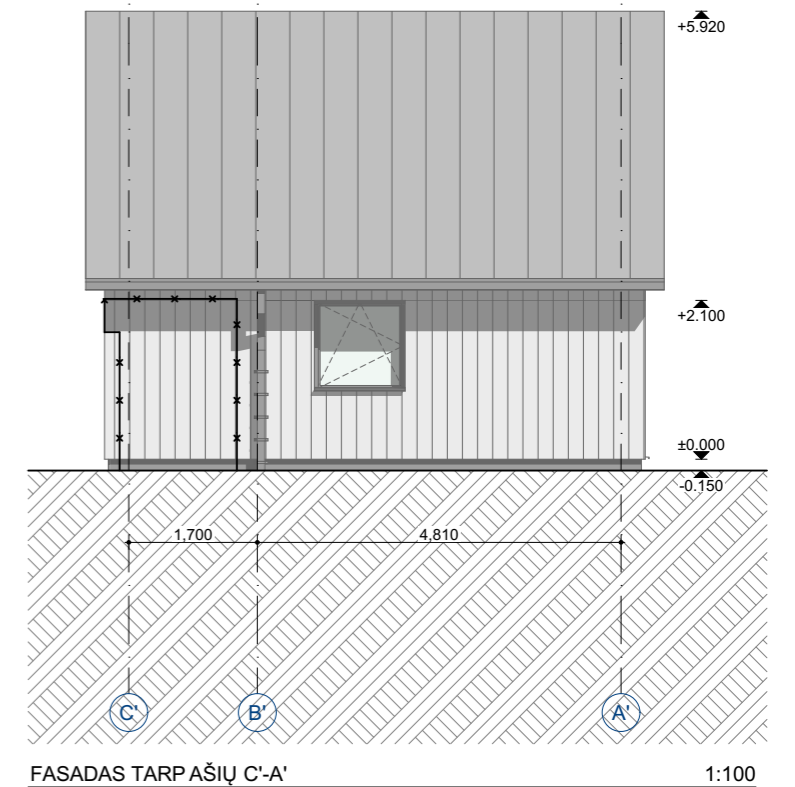 +5.920
+2.100
±0.000
-0.150
1,700 4,810
C' B' A'
FASADAS TARP AŠIŲ C'-A' 1:100